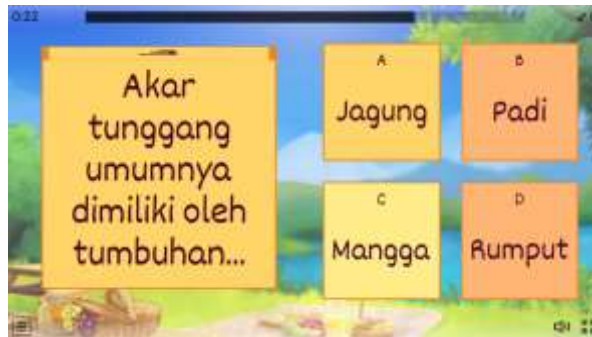 0:22
Akar
tunggang
umumnya
dimiliki oleh
tumbuhan...
A
Jagung
B
Padi
C
Mangga
D
Rumput